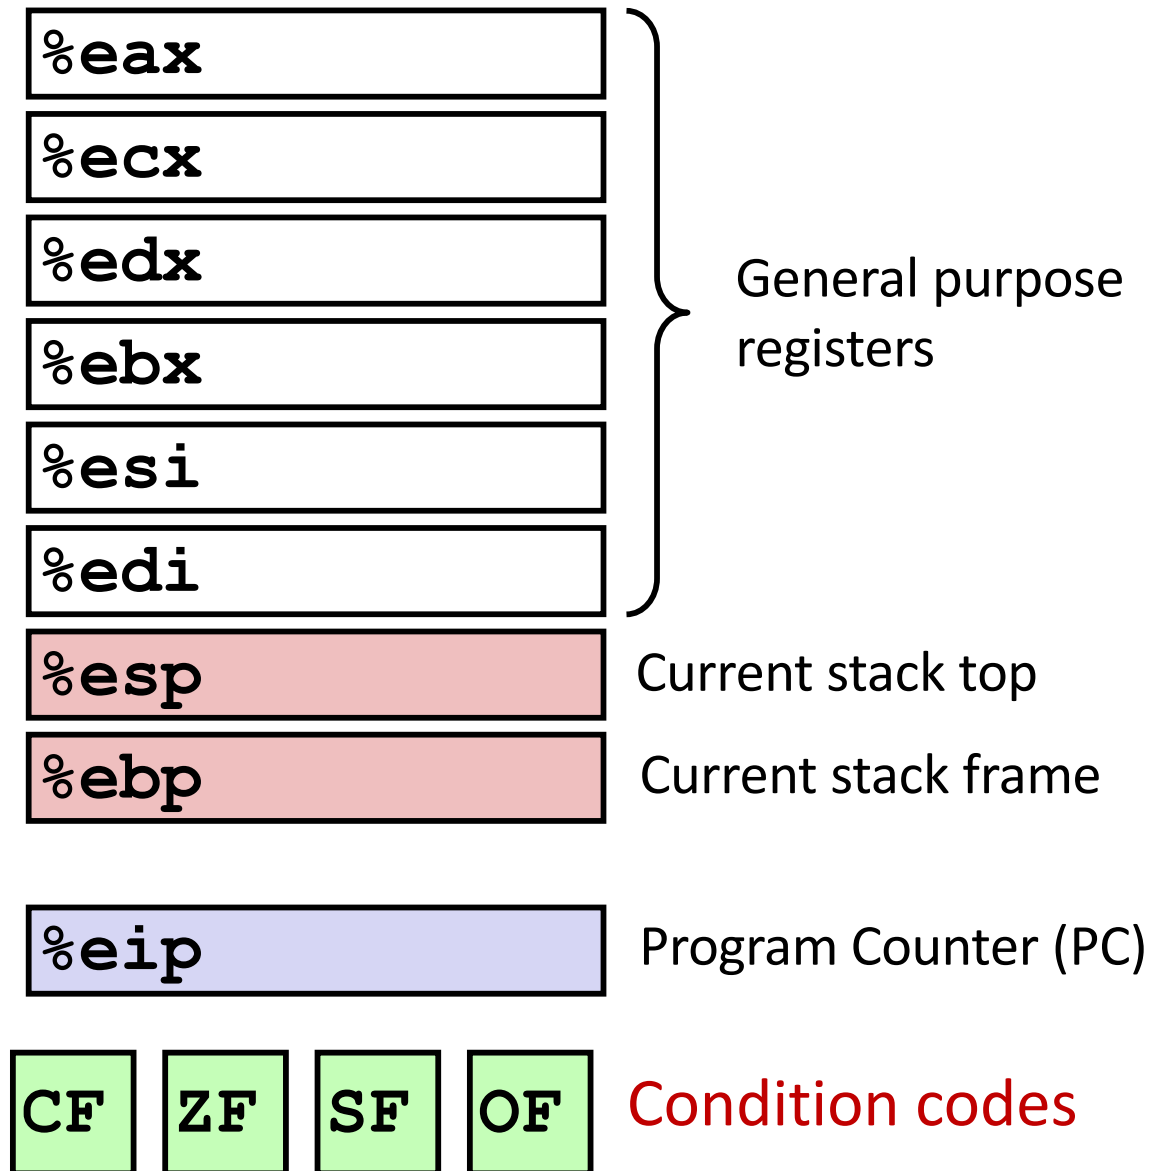 %eax
%ecx
%edx
General purpose
registers
%ebx
%esi
%edi
%esp Current stack top
%ebp Current stack frame
%eip Program Counter (PC)
CF ZF SF OF Condition codes